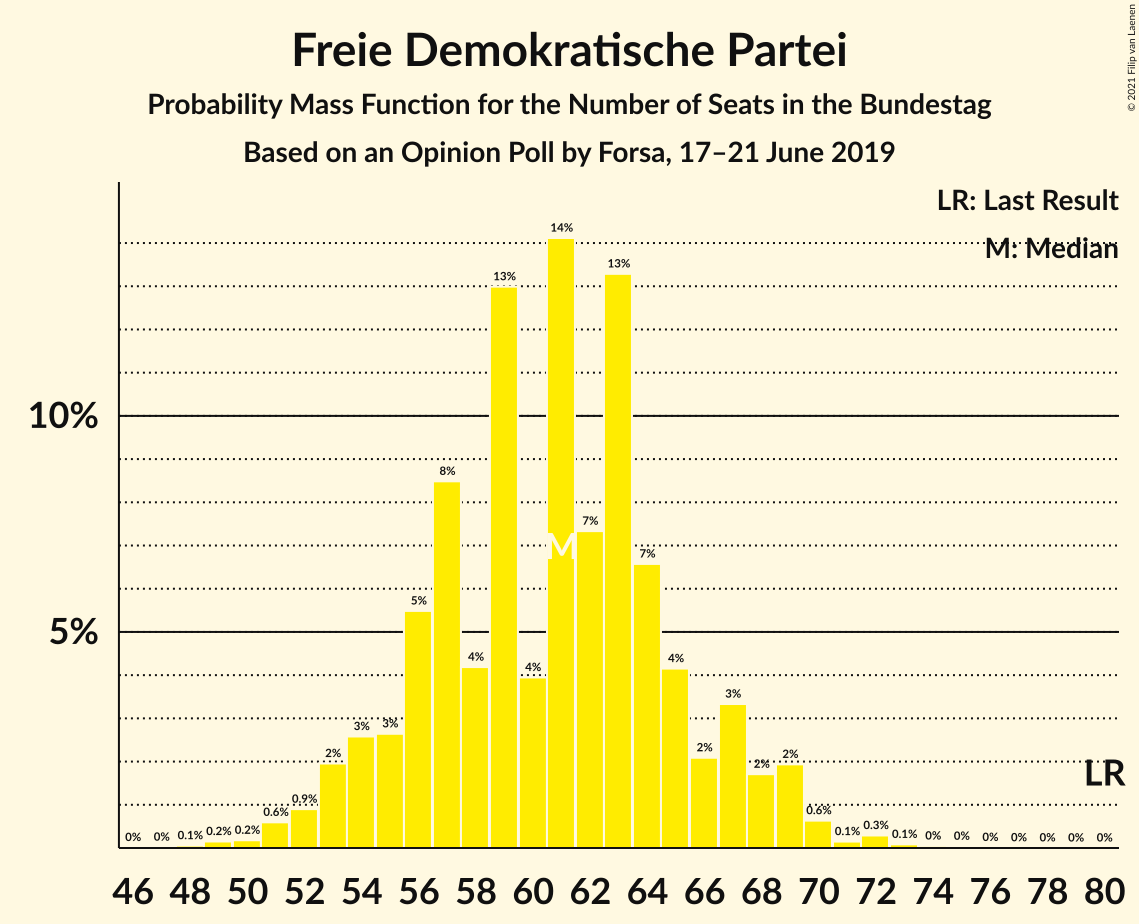 Freie Demokratische Partei
Probability Mass Function for the Number of Seats in the Bundestag
Based on an Opinion Poll by Forsa, 17–21 June 2019
© 2021 Filip van Laenen
LR: Last Result
M: Median
10%
5%
0% 0% 0.1% 0.2% 0.2% 0.6% 0.9% 2% 3% 3% 5% 8% 4% 13% 4% 14% 7% 13% 7% 4% 2% 3% 2% 2% 0.6% 0.1% 0.3% 0.1% 0% 0% 0% 0% 0% 0% 0%
M
LR
46 48 50 52 54 56 58 60 62 64 66 68 70 72 74 76 78 80